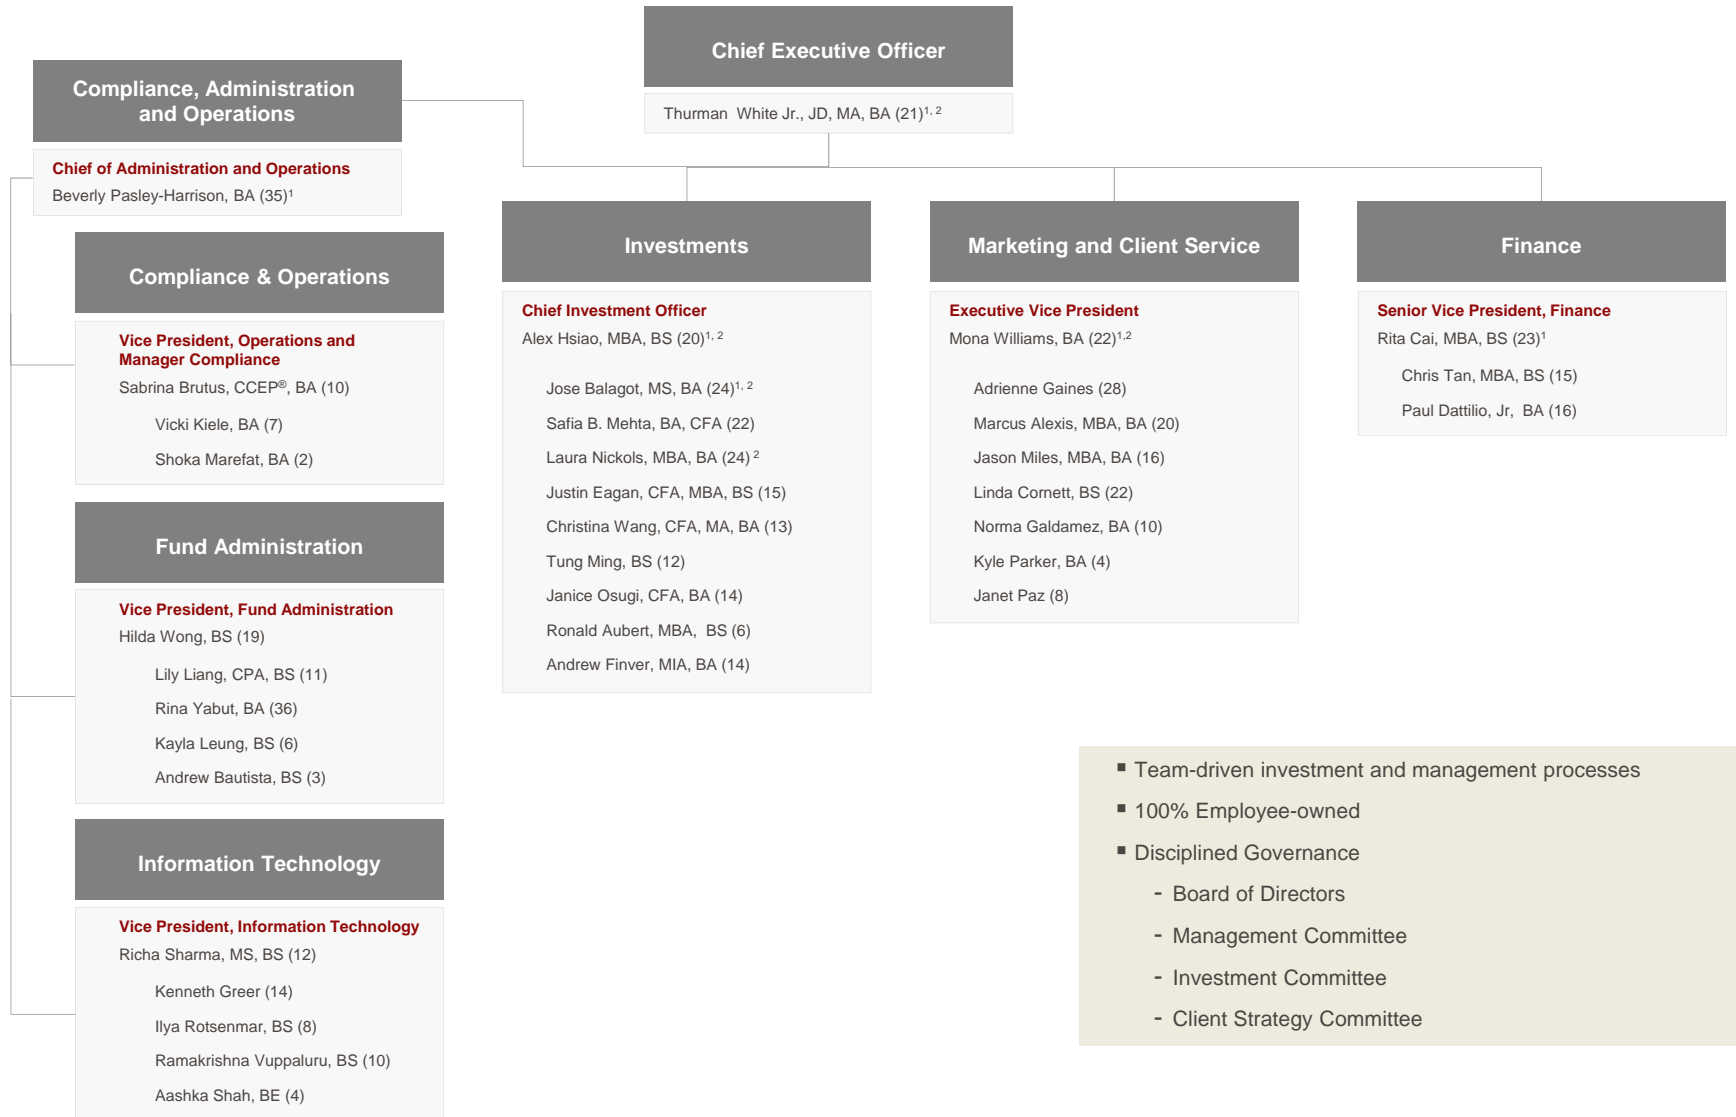 Chief Executive Officer
Thurman  White Jr., JD, MA, BA (21)¹˒ ²
Compliance, Administration
and Operations
Chief of Administration and Operations
Beverly Pasley-Harrison, BA (35)¹
Compliance & Operations
Vice President, Operations and
Manager Compliance
Sabrina Brutus, CCEP®, BA (10)
Vicki Kiele, BA (7)
Shoka Marefat, BA (2)
Fund Administration
Vice President, Fund Administration
Hilda Wong, BS (19)
Lily Liang, CPA, BS (11)
Rina Yabut, BA (36)
Kayla Leung, BS (6)
Andrew Bautista, BS (3)
Information Technology
Vice President, Information Technology
Richa Sharma, MS, BS (12)
Kenneth Greer (14)
Ilya Rotsenmar, BS (8)
Ramakrishna Vuppaluru, BS (10)
Aashka Shah, BE (4)
Investments
Chief Investment Officer
Alex Hsiao, MBA, BS (20)¹˒ ²
Jose Balagot, MS, BA (24)¹˒ ²
Safia B. Mehta, BA, CFA (22)
Laura Nickols, MBA, BA (24) ²
Justin Eagan, CFA, MBA, BS (15)
Christina Wang, CFA, MA, BA (13)
Tung Ming, BS (12)
Janice Osugi, CFA, BA (14)
Ronald Aubert, MBA,  BS (6)
Andrew Finver, MIA, BA (14)
Marketing and Client Service
Executive Vice President
Mona Williams, BA (22)¹˒²
Adrienne Gaines (28)
Marcus Alexis, MBA, BA (20)
Jason Miles, MBA, BA (16)
Linda Cornett, BS (22)
Norma Galdamez, BA (10)
Kyle Parker, BA (4)
Janet Paz (8)
Finance
Senior Vice President, Finance
Rita Cai, MBA, BS (23)¹
Chris Tan, MBA, BS (15)
Paul Dattilio, Jr,  BA (16)
▪ Team-driven investment and management processes
▪ 100% Employee-owned
▪ Disciplined Governance
- Board of Directors
- Management Committee
- Investment Committee
- Client Strategy Committee